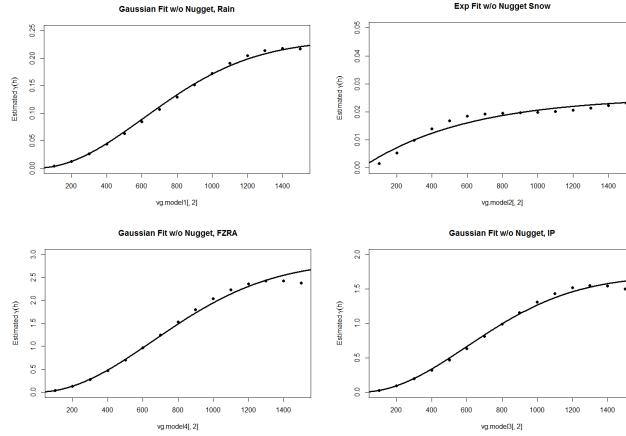 Gaussian Fit w/o Nugget, Rain
Estimated γ(h)
0.00 0.05 0.10 0.15 0.20 0.25
200 400 600 800 1000 1200 1400
vg.model1[, 2]
Exp Fit w/o Nugget Snow
Estimated γ(h)
0.00 0.01 0.02 0.03 0.04 0.05
200 400 600 800 1000 1200 1400
vg.model2[, 2]
Gaussian Fit w/o Nugget, FZRA
Estimated γ(h)
0.0 0.5 1.0 1.5 2.0 2.5 3.0
200 400 600 800 1000 1200 1400
vg.model4[, 2]
Gaussian Fit w/o Nugget, IP
Estimated γ(h)
0.0 0.5 1.0 1.5 2.0
200 400 600 800 1000 1200 1400
vg.model3[, 2]